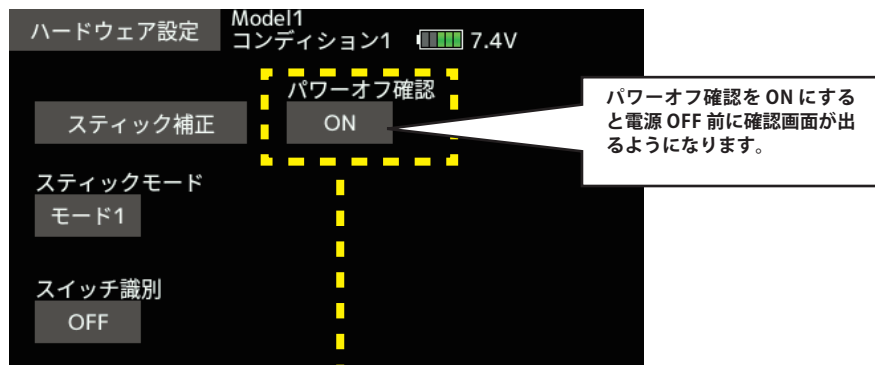 ハードウェア設定
Model1
コンディション1 7.4V
パワーオフ確認
スティック補正
ON
スティックモード
モード1
スイッチ識別
OFF
パワーオフ確認を ON にする
と電源 OFF 前に確認画面が出
るようになります。